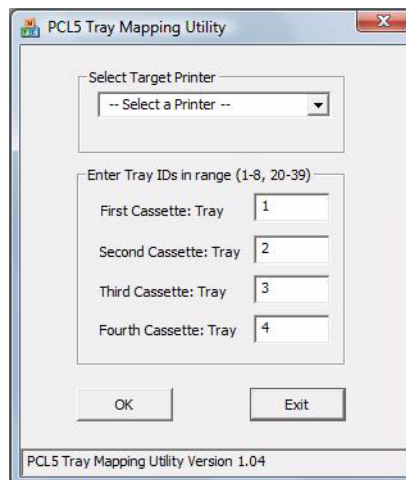 PCL5 Tray Mapping Utility
Select Target Printer
-- Select a Printer --
Enter Tray IDs in range (1-8, 20-39)
First Cassette: Tray 1
Second Cassette: Tray 2
Third Cassette: Tray 3
Fourth Cassette: Tray 4
OK Exit
PCL5 Tray Mapping Utility Version 1.04